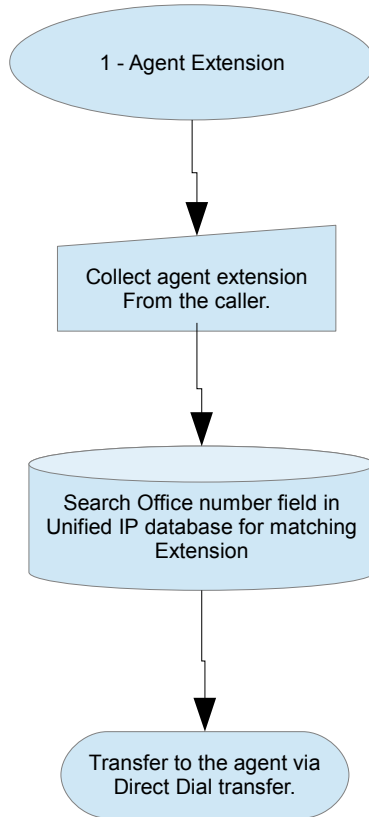 1 - Agent Extension
Collect agent extension
From the caller.
Search Office number field in
Unified IP database for matching
Extension
Transfer to the agent via
Direct Dial transfer.